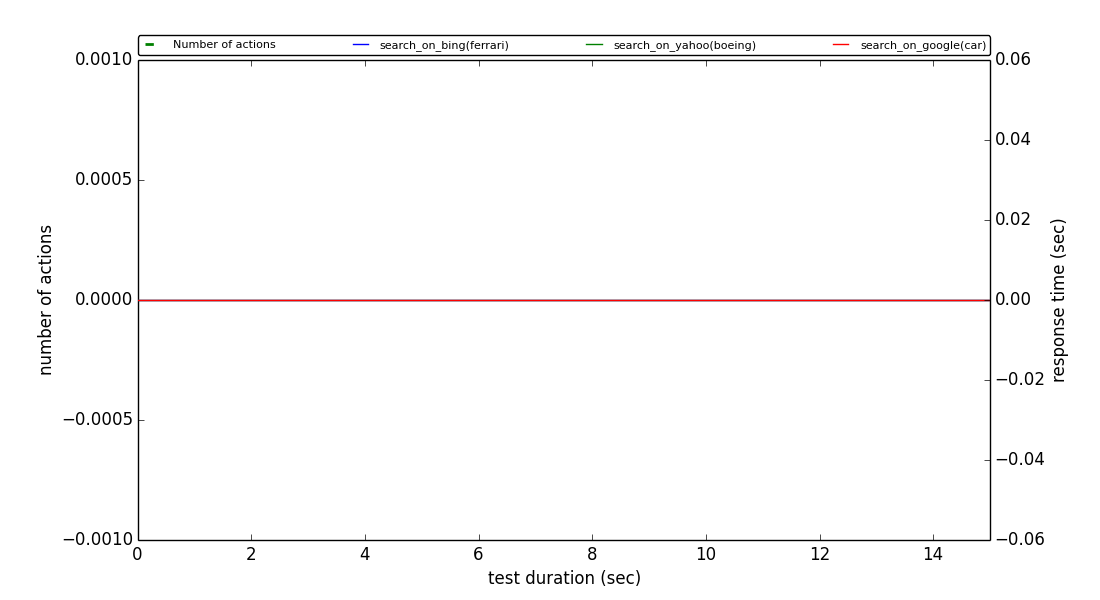 Number of actions search_on_bing(ferrari) search_on_yahoo(boeing) search_on_google(car)
0.0010 0.06
0.04
0.0005
0.02
number of actions
0.0000 0.00
response time (sec)
−0.02
−0.0005
−0.04
−0.0010 −0.06
0 2 4 6 8 10 12 14
test duration (sec)